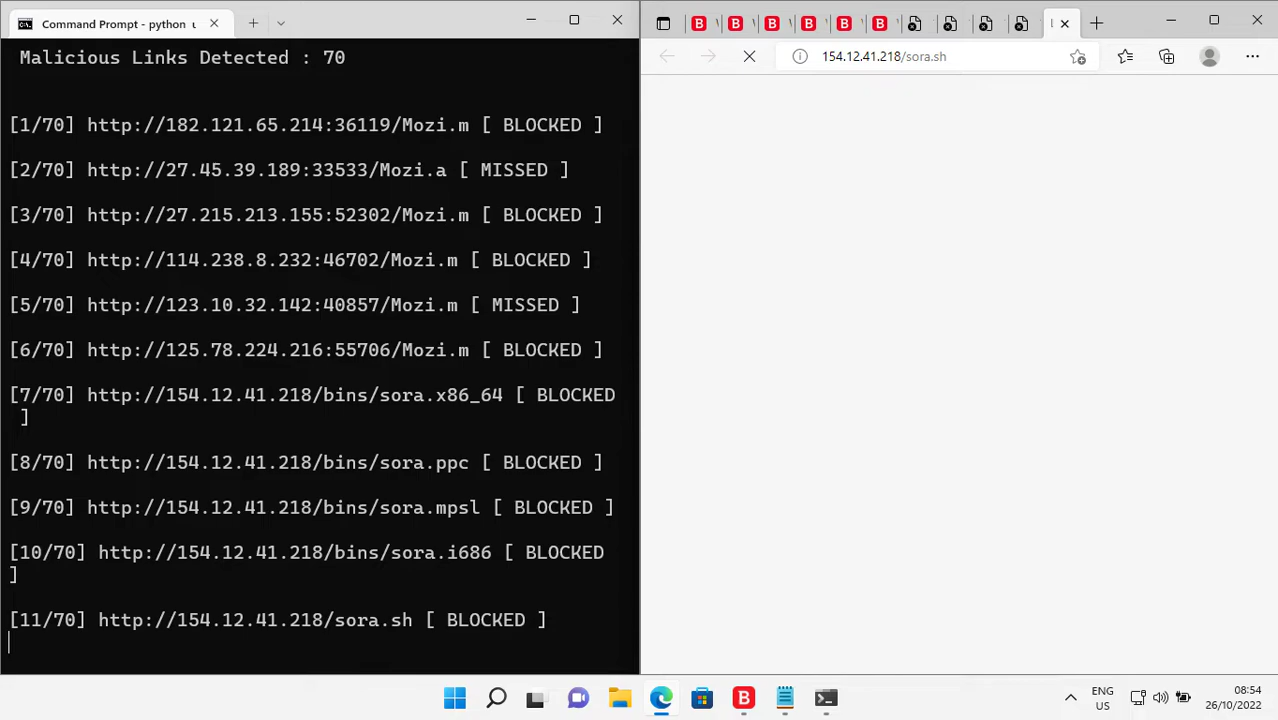 Command Prompt - python u
154.12.41.218/sora.sh
Malicious Links Detected : 70
[1/70] http://182.121.65.214:36119/Mozi.m [ BLOCKED ]
[2/70] http://27.45.39.189:33533/Mozi.a [ MISSED ]
[3/70] http://27.215.213.155:52302/Mozi.m [ BLOCKED ]
[4/70] http://114.238.8.232:46702/Mozi.m [ BLOCKED ]
[5/70] http://123.10.32.142:40857/Mozi.m [ MISSED ]
[6/70] http://125.78.224.216:55706/Mozi.m [ BLOCKED ]
[7/70] http://154.12.41.218/bins/sora.x86_64 [ BLOCKED
]
[8/70] http://154.12.41.218/bins/sora.ppc [ BLOCKED ]
[9/70] http://154.12.41.218/bins/sora.mpsl [ BLOCKED ]
[10/70] http://154.12.41.218/bins/sora.i686 [ BLOCKED
]
[11/70] http://154.12.41.218/sora.sh [ BLOCKED ]
ENG
US
08:54
26/10/2022